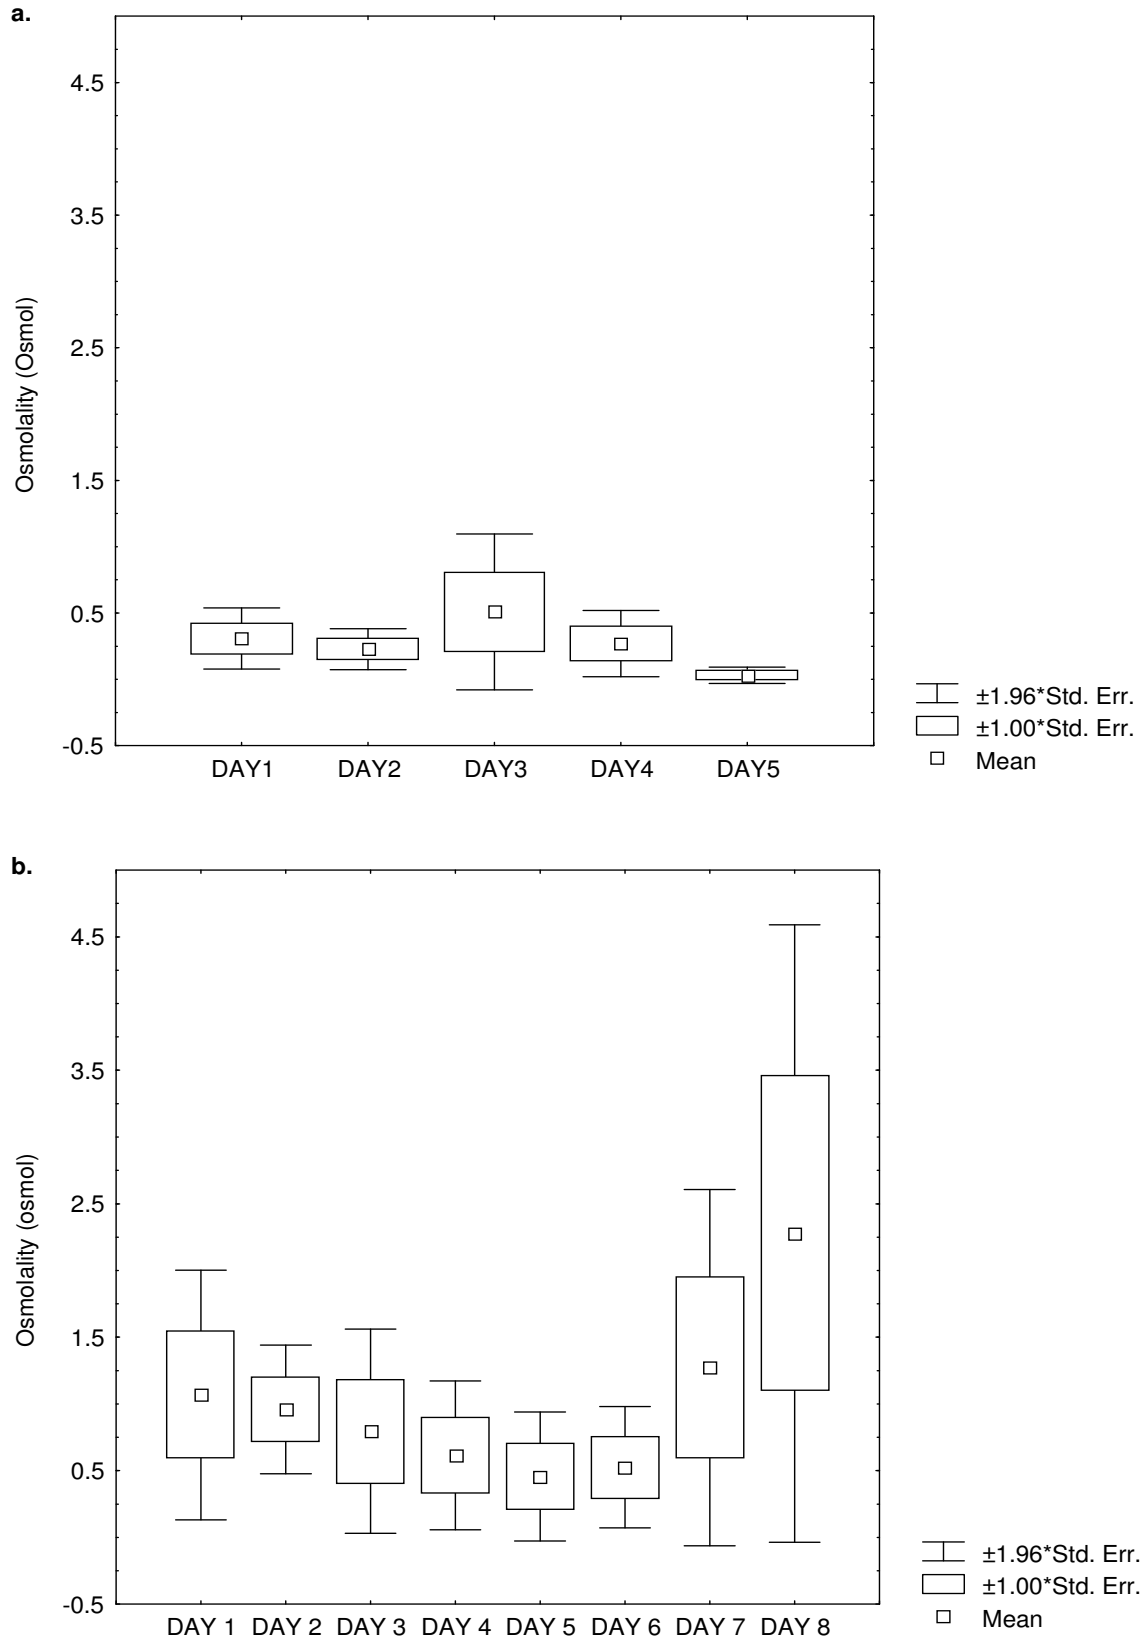 a.
4.5
3.5
2.5
1.5
0.5
-0.5
Osmolality (Osmol)
DAY1 DAY2 DAY3 DAY4 DAY5
±1.96*Std. Err.
±1.00*Std. Err.
Mean
b.
4.5
3.5
2.5
1.5
0.5
-0.5
Osmolality (osmol)
DAY 1 DAY 2 DAY 3 DAY 4 DAY 5 DAY 6 DAY 7 DAY 8
±1.96*Std. Err.
±1.00*Std. Err.
Mean